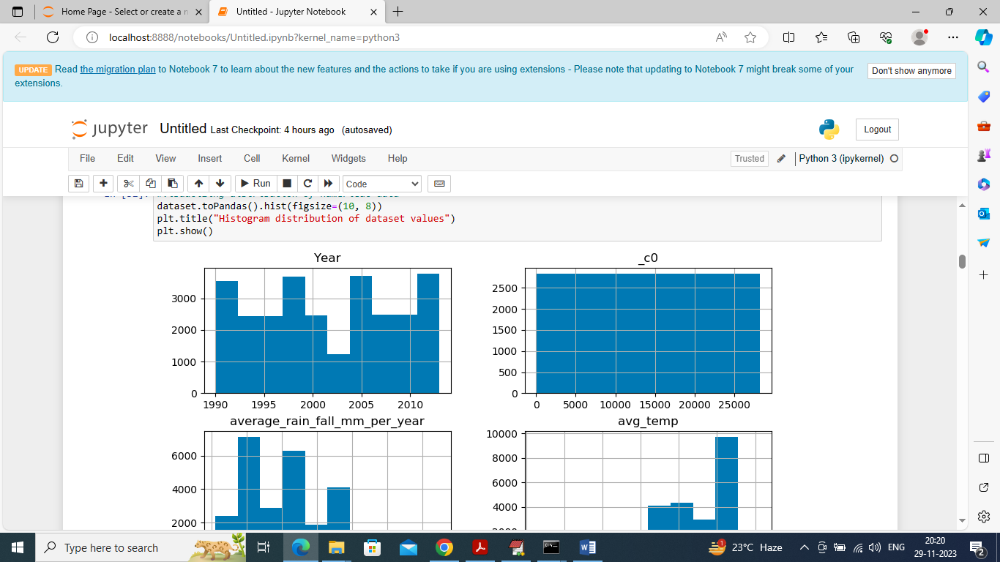 Home Page - Select or create a n
Untitled - Jupyter Notebook
localhost:8888/notebooks/Untitled.ipynb?kernel_name=python3
UPDATE Read the migration plan to Notebook 7 to learn about the new features and the actions to take if you are using extensions - Please note that updating to Notebook 7 might break some of your
extensions.
Don't show anymore
jupyter Untitled Last Checkpoint: 4 hours ago (autosaved)
Logout
File Edit View Insert Cell Kernel Widgets Help
Trusted
Python 3 (ipykernel)
Run
Code
dataset.toPandas().hist(figsize=(10, 8))
plt.title("Histogram distribution of dataset values")
plt.show()
Year
3000
2000
1000
0
1990 1995 2000 2005 2010
_c0
2500
2000
1500
1000
500
0
0 5000 10000 15000 20000 25000
average_rain_fall_mm_per_year
6000
4000
2000
avg_temp
10000
8000
6000
4000
Type here to search
1
23°C Haze
ENG
20:20
29-11-2023
2